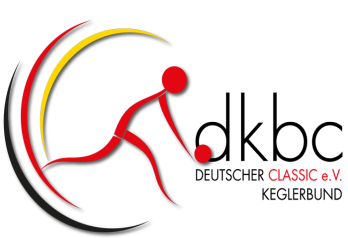 dkbc
DEUTSCHER CLASSIC e.V.
KEGLERBUND